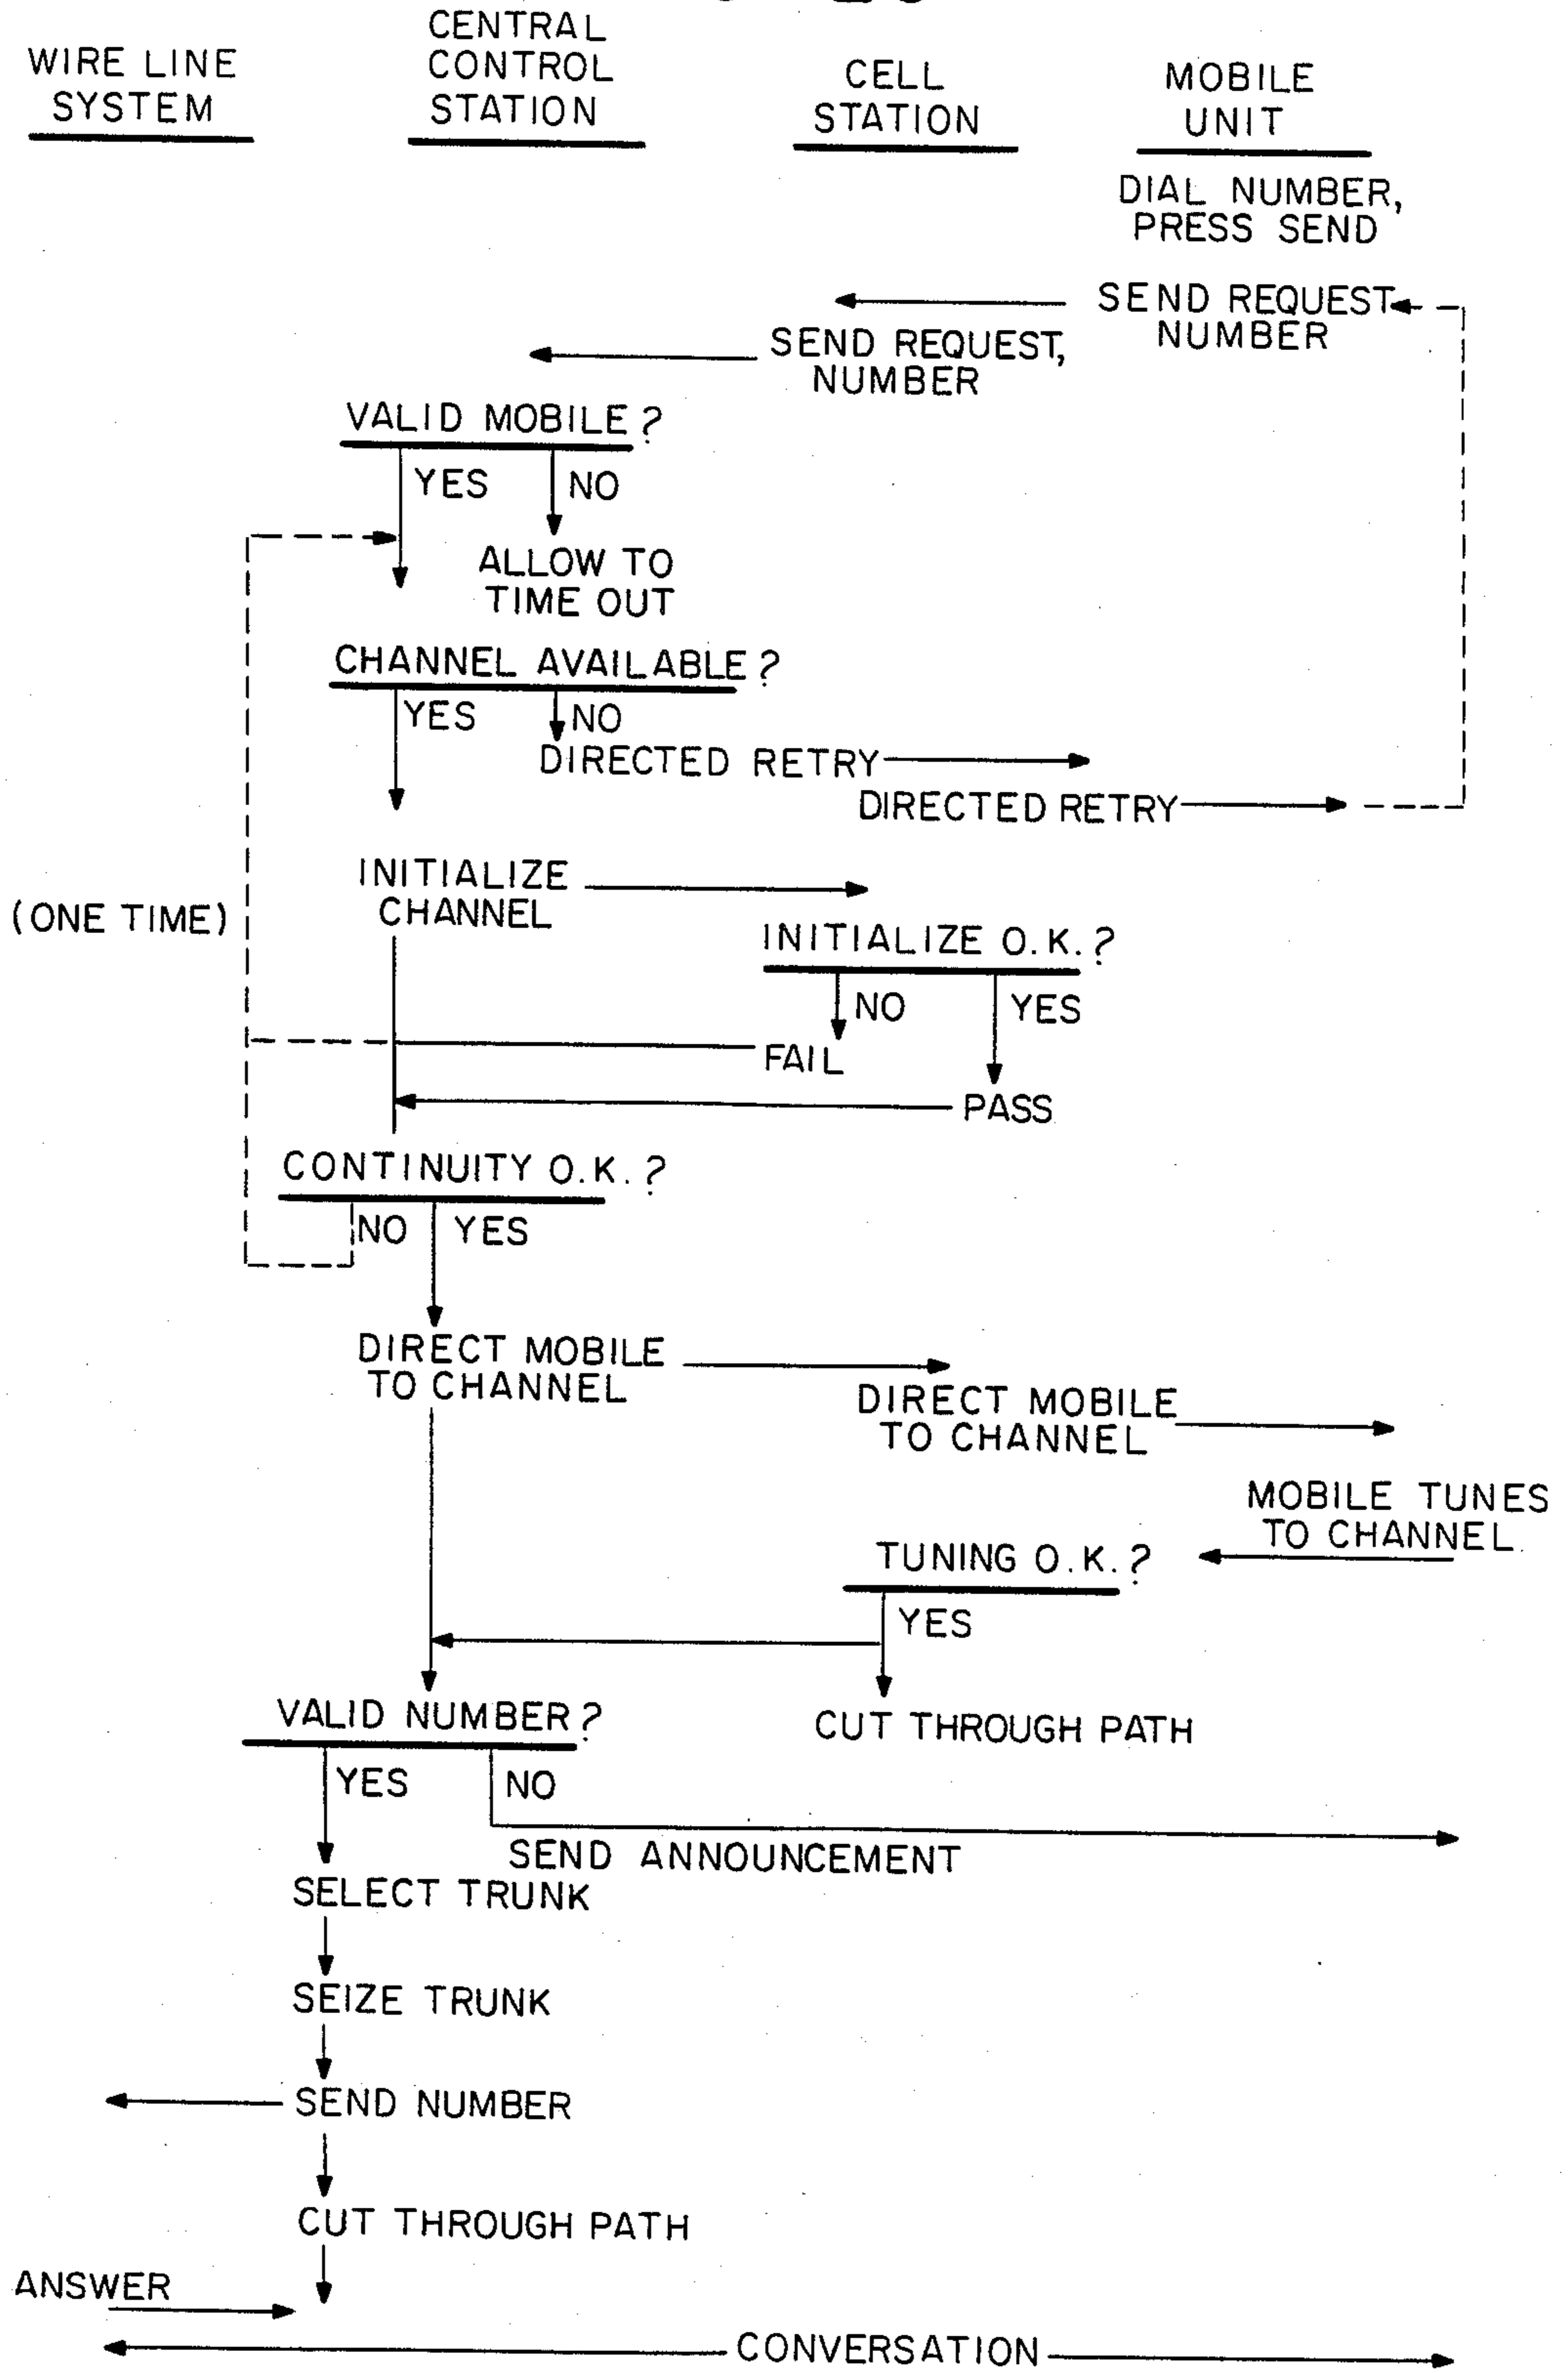 WIRE LINE
SYSTEM
CENTRAL
CONTROL
STATION
CELL
STATION
MOBILE
UNIT
DIAL NUMBER,
PRESS SEND
SEND REQUEST
NUMBER
SEND REQUEST,
NUMBER
VALID MOBILE?
YES
NO
ALLOW TO
TIME OUT
CHANNEL AVAILABLE?
YES
NO
DIRECTED RETRY
DIRECTED RETRY
INITIALIZE
CHANNEL
(ONE TIME)
INITIALIZE O.K.?
NO
YES
FAIL
PASS
CONTINUITY O.K.?
NO
YES
DIRECT MOBILE
TO CHANNEL
DIRECT MOBILE
TO CHANNEL
MOBILE TUNES
TO CHANNEL
TUNING O.K.?
YES
VALID NUMBER?
CUT THROUGH PATH
YES
NO
SEND ANNOUNCEMENT
SELECT TRUNK
SEIZE TRUNK
SEND NUMBER
CUT THROUGH PATH
ANSWER
CONVERSATION